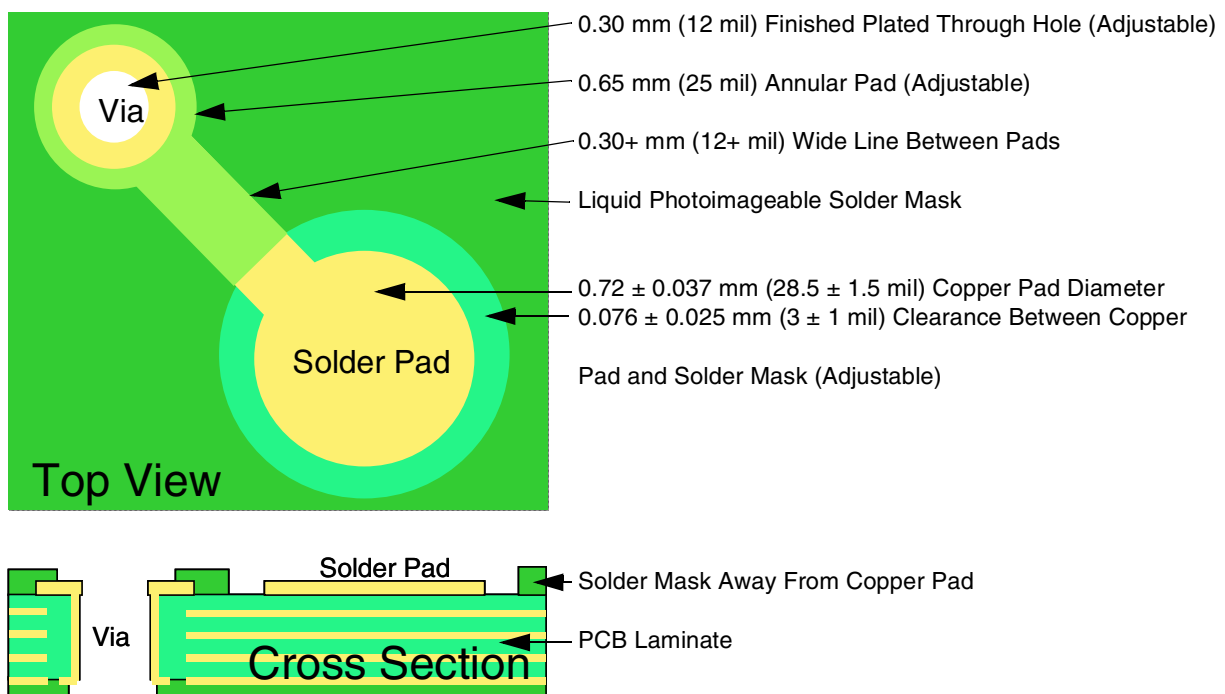 0.30 mm (12 mil) Finished Plated Through Hole (Adjustable)
Via
0.65 mm (25 mil) Annular Pad (Adjustable)
0.30+ mm (12+ mil) Wide Line Between Pads
Liquid Photoimageable Solder Mask
0.72 ± 0.037 mm (28.5 ± 1.5 mil) Copper Pad Diameter
0.076 ± 0.025 mm (3 ± 1 mil) Clearance Between Copper
Pad and Solder Mask (Adjustable)
Solder Pad
Top View
Solder Pad
Solder Mask Away From Copper Pad
Via
PCB Laminate
Cross Section